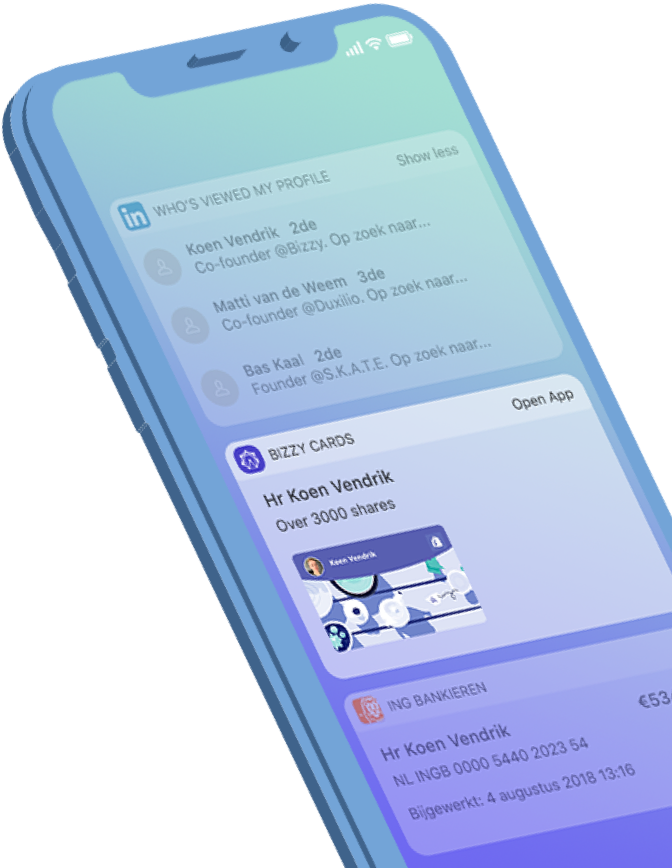 in
WHO'S VIEWED MY PROFILE
Show less
Koen Vendrik 2de
Co-founder @Bizzy. Op zoek naar...
Matti van de Weem 3de
Co-founder @Duxilio. Op zoek naar...
Bas Kaal 2de
Founder @S.K.A.T.E. Op zoek naar...
BIZZY CARDS
Open App
Hr Koen Vendrik
Over 3000 shares
Koen Vendrik
ING BANKIEREN
Hr Koen Vendrik
€53
NL INGB 0000 5440 2023 54
Bijgewerkt: 4 augustus 2018 13:16